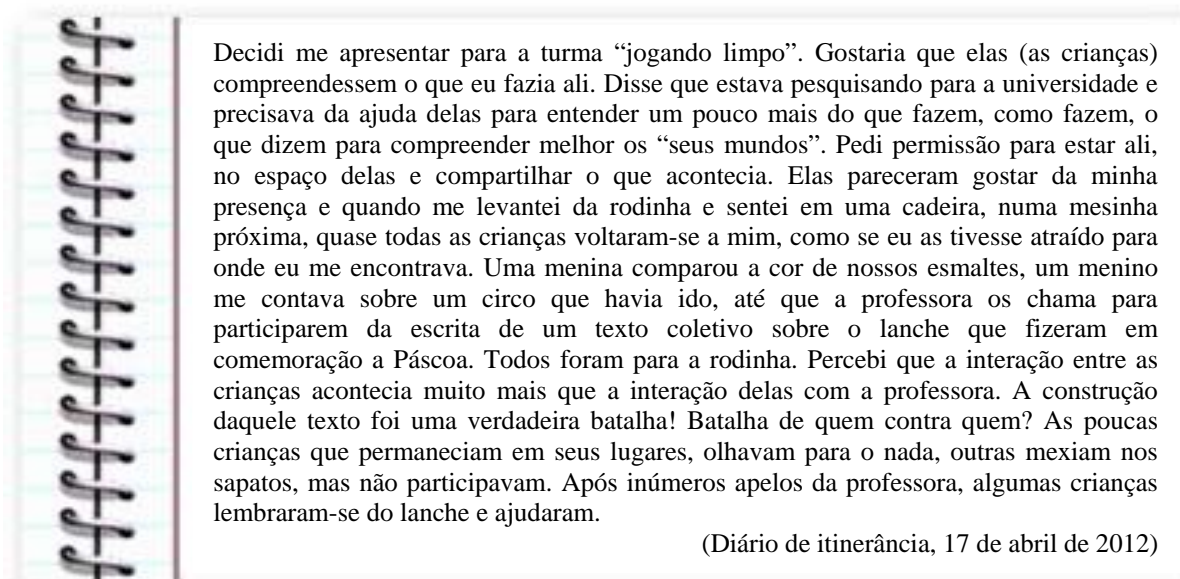 Decidi me apresentar para a turma “jogando limpo”. Gostaria que elas (as crianças)
compreendessem o que eu fazia ali. Disse que estava pesquisando para a universidade e
precisava da ajuda delas para entender um pouco mais do que fazem, como fazem, o
que dizem para compreender melhor os “seus mundos”. Pedi permissão para estar ali,
no espaço delas e compartilhar o que acontecia. Elas pareceram gostar da minha
presença e quando me levantei da rodinha e sentei em uma cadeira, numa mesinha
próxima, quase todas as crianças voltaram-se a mim, como se eu as tivesse atraído para
onde eu me encontrava. Uma menina comparou a cor de nossos esmaltes, um menino
me contava sobre um circo que havia ido, até que a professora os chama para
participarem da escrita de um texto coletivo sobre o lanche que fizeram em
comemoração a Páscoa. Todos foram para a rodinha. Percebi que a interação entre as
crianças acontecia muito mais que a interação delas com a professora. A construção
daquele texto foi uma verdadeira batalha! Batalha de quem contra quem? As poucas
crianças que permaneciam em seus lugares, olhavam para o nada, outras mexiam nos
sapatos, mas não participavam. Após inúmeros apelos da professora, algumas crianças
lembraram-se do lanche e ajudaram.
(Diário de itinerância, 17 de abril de 2012)